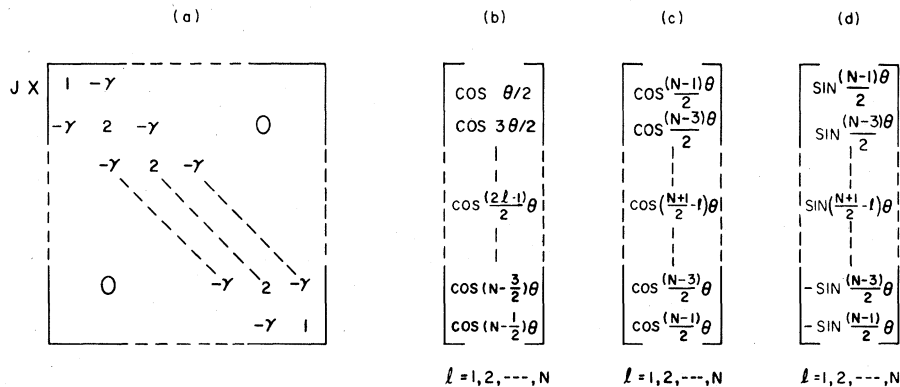 (a) (b) (c) (d)
J X
1 -γ
-γ 2 -γ
O
-γ 2 -γ
O
-γ 2 -γ
-γ 1
COS θ/2
COS 3θ/2
COS (2ℓ-1)/2 θ
COS (N-3/2)θ
COS (N-1/2)θ
ℓ = 1, 2, ---, N
COS (N-1)θ/2
COS (N-3)θ/2
COS (N+1/2 -ℓ)θ
COS (N-3)/2 θ
COS (N-1)/2 θ
ℓ = 1, 2, ---, N
SIN (N-1)θ/2
SIN (N-3)θ/2
SIN (N+1/2 -ℓ)θ
-SIN (N-3)/2 θ
-SIN (N-1)/2 θ
ℓ = 1, 2, ---, N